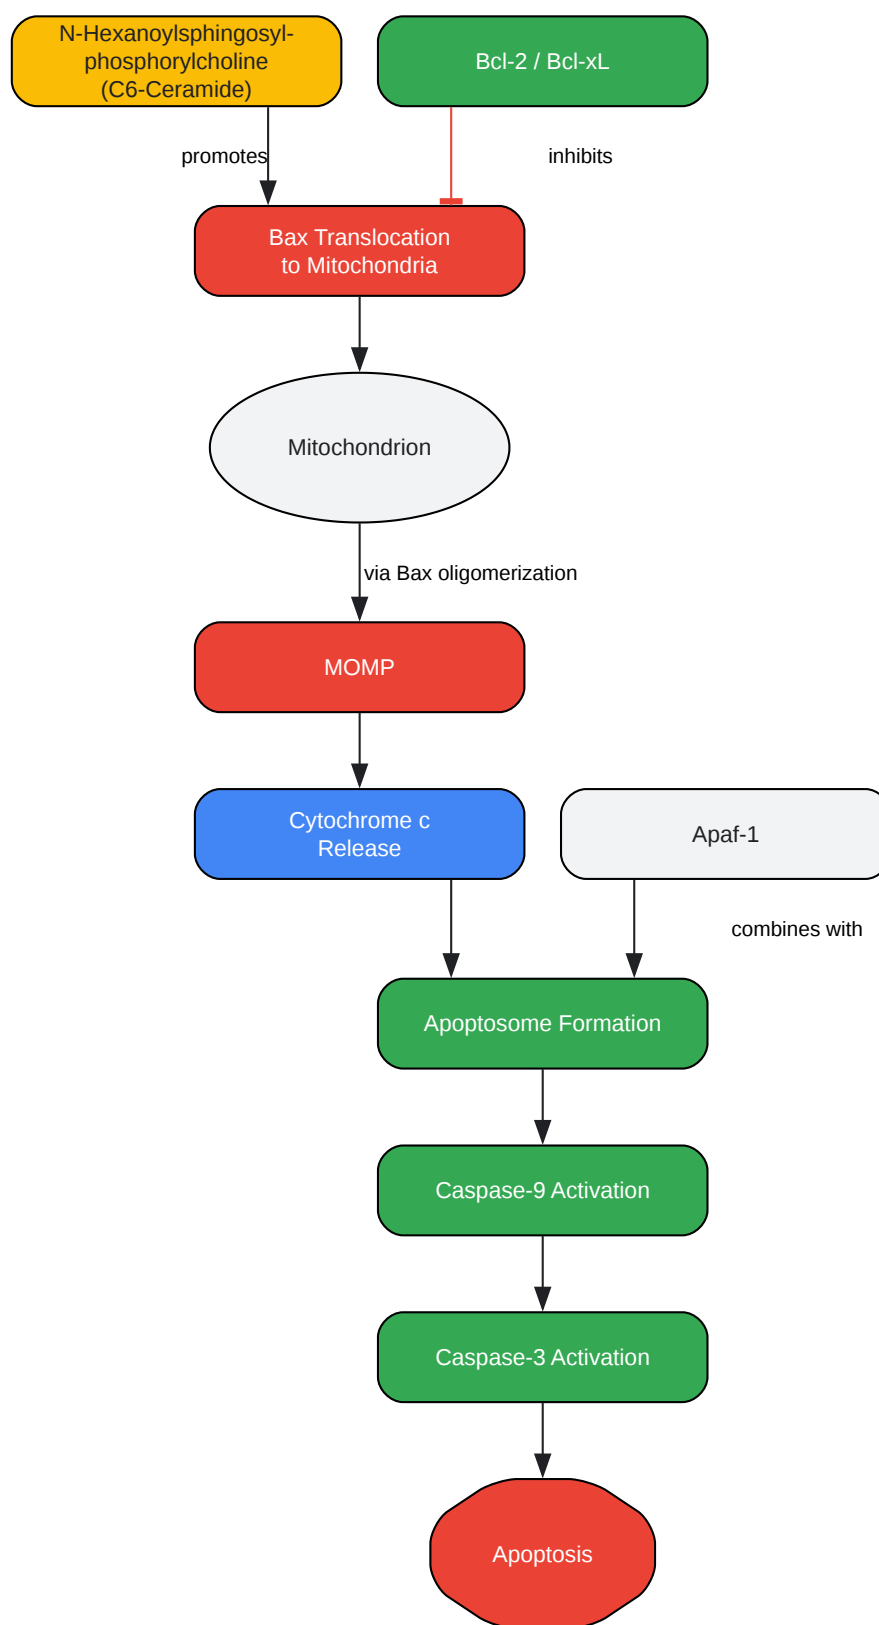 N-Hexanoylsphingosyl-
phosphorylcholine
(C6-Ceramide)
Bcl-2 / Bcl-xL
promotes
inhibits
Bax Translocation
to Mitochondria
Mitochondrion
via Bax oligomerization
MOMP
Cytochrome c
Release
Apaf-1
combines with
Apoptosome Formation
Caspase-9 Activation
Caspase-3 Activation
Apoptosis